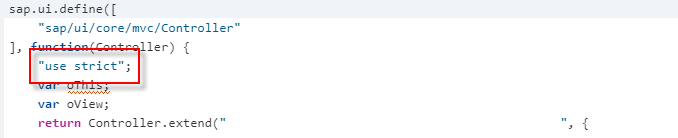 sap.ui.define([
"sap/ui/core/mvc/Controller"
], function(Controller) {
"use strict";
var oThis;
var oView;
return Controller.extend(" ", {